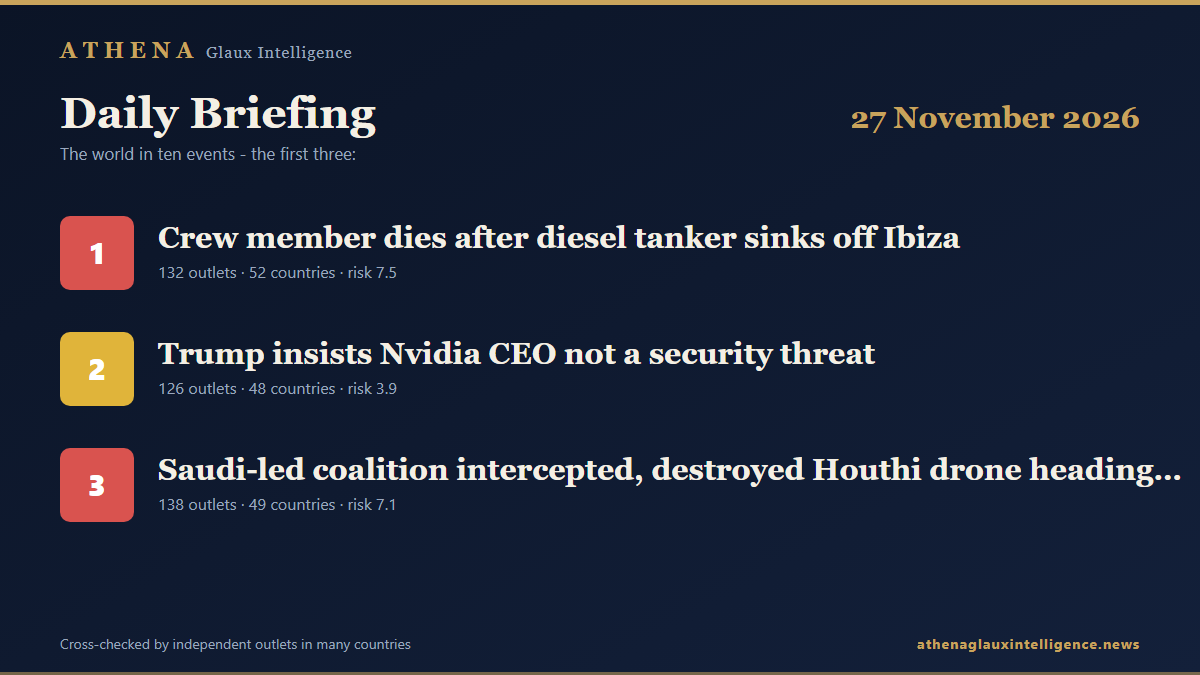 ATHENA Glaux Intelligence
Daily Briefing
27 November 2026
The world in ten events - the first three:
1
Crew member dies after diesel tanker sinks off Ibiza
132 outlets · 52 countries · risk 7.5
2
Trump insists Nvidia CEO not a security threat
126 outlets · 48 countries · risk 3.9
3
Saudi-led coalition intercepted, destroyed Houthi drone heading...
138 outlets · 49 countries · risk 7.1
Cross-checked by independent outlets in many countries
athenaglauxintelligence.news